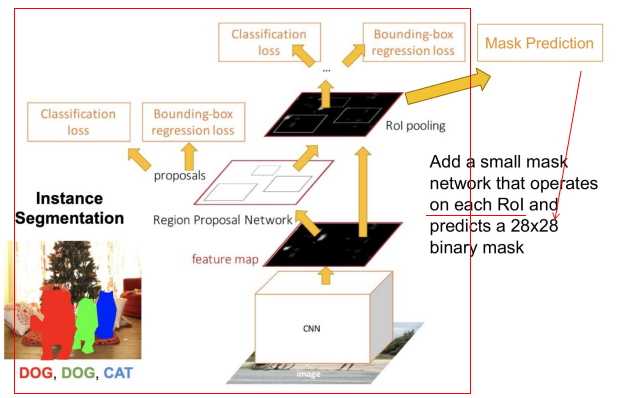 Classification
loss
Bounding-box
regression loss
Mask Prediction
...
Classification
loss
Bounding-box
regression loss
RoI pooling
proposals
Add a small mask
network that operates
on each RoI and
predicts a 28x28
binary mask
Instance
Segmentation
Region Proposal Network
feature map
CNN
image
DOG, DOG, CAT